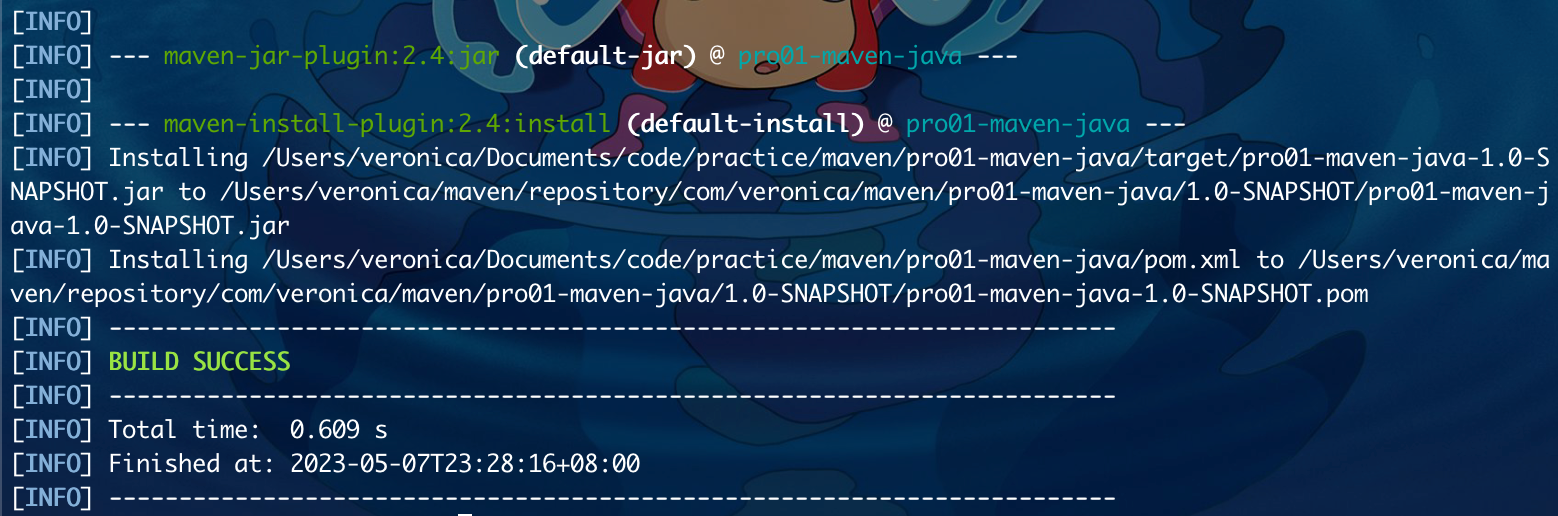 [INFO]
[INFO] --- maven-jar-plugin:2.4:jar (default-jar) @ pro01-maven-java ---
[INFO]
[INFO] --- maven-install-plugin:2.4:install (default-install) @ pro01-maven-java ---
[INFO] Installing /Users/veronica/Documents/code/practice/maven/pro01-maven-java/target/pro01-maven-java-1.0-S
NAPSHOT.jar to /Users/veronica/maven/repository/com/veronica/maven/pro01-maven-java/1.0-SNAPSHOT/pro01-maven-j
ava-1.0-SNAPSHOT.jar
[INFO] Installing /Users/veronica/Documents/code/practice/maven/pro01-maven-java/pom.xml to /Users/veronica/ma
ven/repository/com/veronica/maven/pro01-maven-java/1.0-SNAPSHOT/pro01-maven-java-1.0-SNAPSHOT.pom
[INFO] ------------------------------------------------------------------------
[INFO] BUILD SUCCESS
[INFO] ------------------------------------------------------------------------
[INFO] Total time:  0.609 s
[INFO] Finished at: 2023-05-07T23:28:16+08:00
[INFO] ------------------------------------------------------------------------